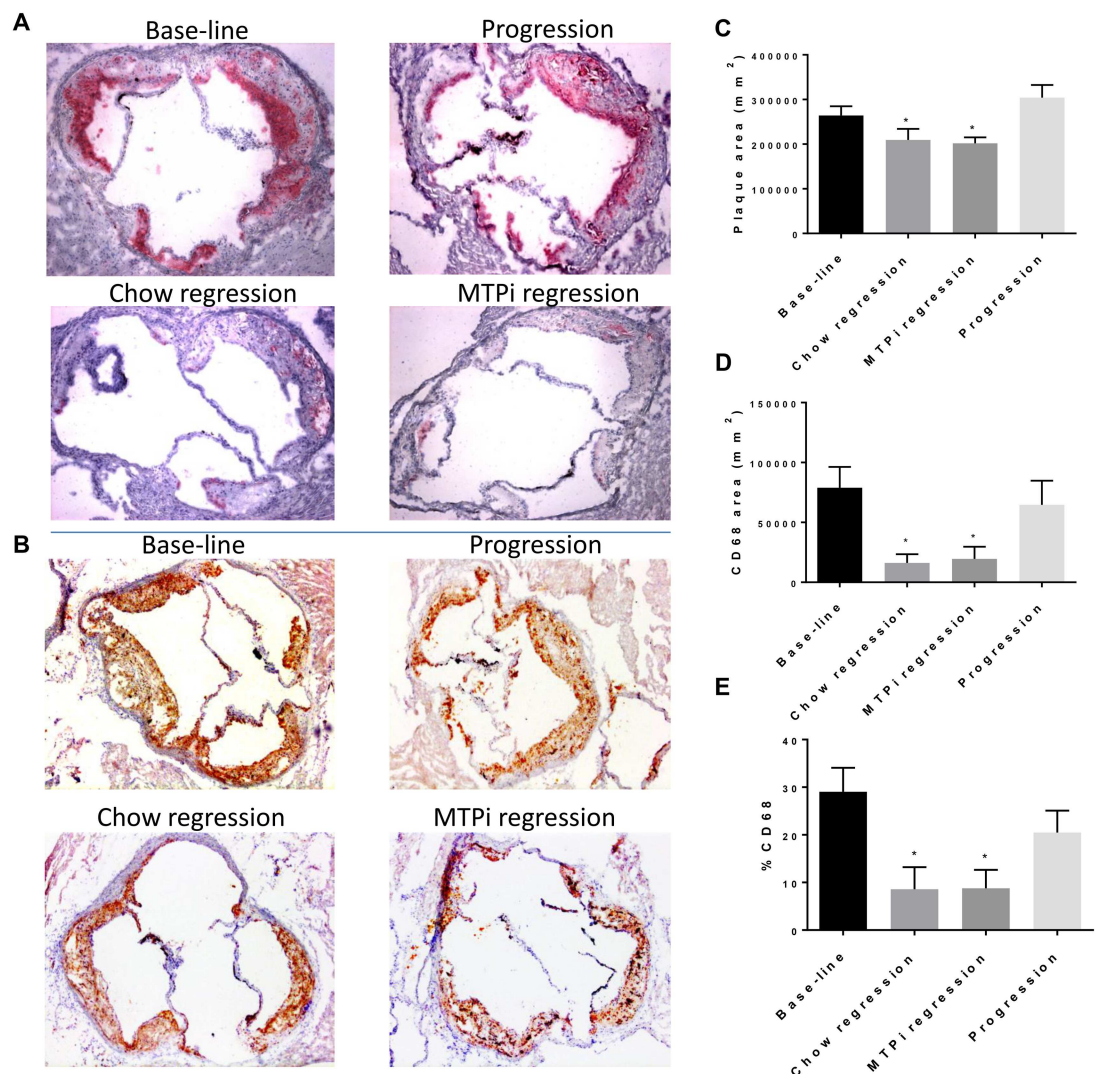 A
Base-line
Progression
Chow regression
MTPi regression
B
Base-line
Progression
Chow regression
MTPi regression
C
Plaque area (mm²)
400000
300000
200000
100000
0
*
*
Base-line
Chow regression
MTPi regression
Progression
D
CD68 area (mm²)
150000
100000
50000
0
*
*
Base-line
Chow regression
MTPi regression
Progression
E
% CD68
40
30
20
10
0
*
*
Base-line
Chow regression
MTPi regression
Progression